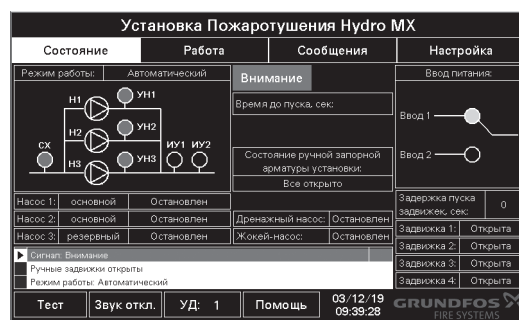 Установка Пожаротушения Hydro MX
Состояние Работа Сообщения Настройка
Режим работы: Автоматический
Внимание
Ввод питания:
Время до пуска, сек:
Н1 УН1
Н2 УН2
СХ Н3 УН3 ИУ1 ИУ2
Ввод 1
Ввод 2
Состояние ручной запорной
арматуры установки:
Все открыто
Насос 1: основной Остановлен
Насос 2: основной Остановлен
Насос 3: резервный Остановлен
Дренажный насос: Остановлен
Жокей-насос: Остановлен
Задержка пуска
задвижек, сек: 0
Задвижка 1: Открыта
Задвижка 2: Открыта
Задвижка 3: Открыта
Задвижка 4: Открыта
Сигнал: Внимание
Ручные задвижки открыты
Режим работы: Автоматический
Тест Звук откл. УД: 1 Помощь 03/12/19
09:39:28
GRUNDFOS
FIRE SYSTEMS